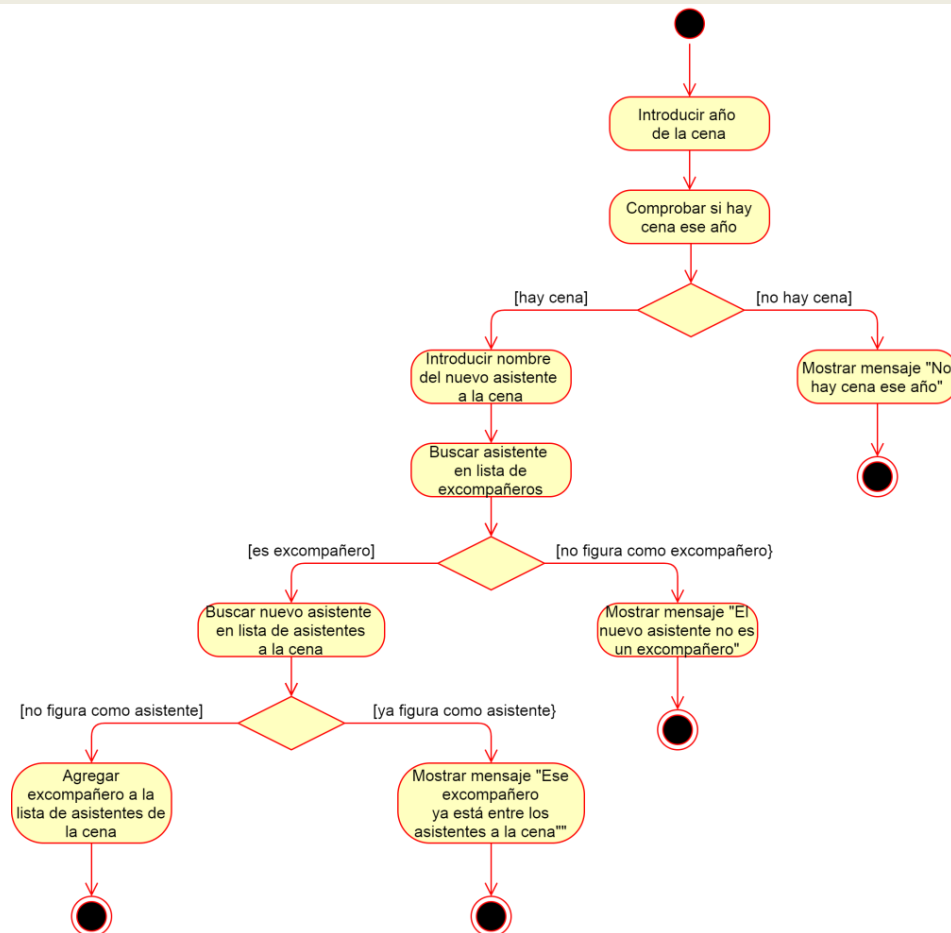 Introducir año
de la cena
Comprobar si hay
cena ese año
[hay cena]
[no hay cena]
Introducir nombre
del nuevo asistente
a la cena
Mostrar mensaje "No
hay cena ese año"
Buscar asistente
en lista de
excompañeros
[es excompañero]
[no figura como excompañero}
Buscar nuevo asistente
en lista de asistentes
a la cena
Mostrar mensaje "El
nuevo asistente no es
un excompañero"
[no figura como asistente]
[ya figura como asistente}
Agregar
excompañero a la
lista de asistentes de
la cena
Mostrar mensaje "Ese
excompañero
ya está entre los
asistentes a la cena""